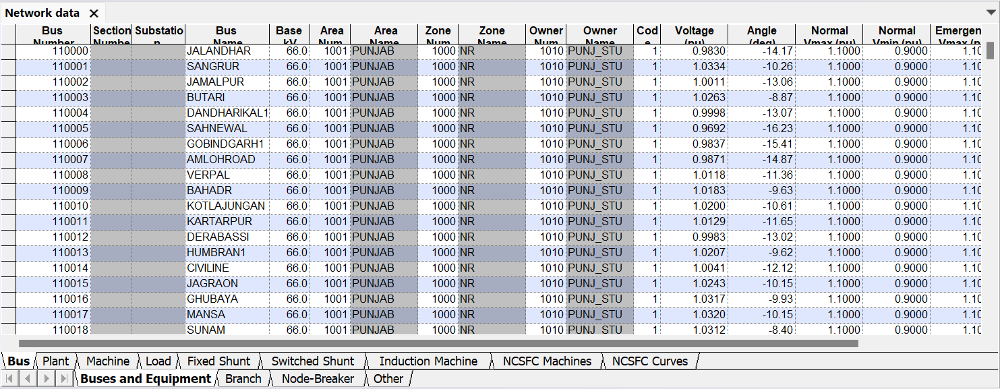 Network data
Bus Number Section Numbe Substatio n Bus Name Base kV Area Num Area Name Zone Num Zone Name Owner Num Owner Name Cod e Voltage (pu) Angle (deg) Normal Vmax (pu) Normal Vmin (pu) Emergen Vmax (p
110000 JALANDHAR 66.0 1001 PUNJAB 1000 NR 1010 PUNJ_STU 1 0.9830 -14.17 1.1000 0.9000 1.10
110001 SANGRUR 66.0 1001 PUNJAB 1000 NR 1010 PUNJ_STU 1 1.0334 -10.26 1.1000 0.9000 1.10
110002 JAMALPUR 66.0 1001 PUNJAB 1000 NR 1010 PUNJ_STU 1 1.0011 -13.06 1.1000 0.9000 1.10
110003 BUTARI 66.0 1001 PUNJAB 1000 NR 1010 PUNJ_STU 1 1.0263 -8.87 1.1000 0.9000 1.10
110004 DANDHARIKAL1 66.0 1001 PUNJAB 1000 NR 1010 PUNJ_STU 1 0.9998 -13.07 1.1000 0.9000 1.10
110005 SAHNEWAL 66.0 1001 PUNJAB 1000 NR 1010 PUNJ_STU 1 0.9692 -16.23 1.1000 0.9000 1.10
110006 GOBINDGARH1 66.0 1001 PUNJAB 1000 NR 1010 PUNJ_STU 1 0.9837 -15.41 1.1000 0.9000 1.10
110007 AMLOHROAD 66.0 1001 PUNJAB 1000 NR 1010 PUNJ_STU 1 0.9871 -14.87 1.1000 0.9000 1.10
110008 VERPAL 66.0 1001 PUNJAB 1000 NR 1010 PUNJ_STU 1 1.0118 -11.36 1.1000 0.9000 1.10
110009 BAHADR 66.0 1001 PUNJAB 1000 NR 1010 PUNJ_STU 1 1.0183 -9.63 1.1000 0.9000 1.10
110010 KOTLAJUNGAN 66.0 1001 PUNJAB 1000 NR 1010 PUNJ_STU 1 1.0200 -10.61 1.1000 0.9000 1.10
110011 KARTARPUR 66.0 1001 PUNJAB 1000 NR 1010 PUNJ_STU 1 1.0129 -11.65 1.1000 0.9000 1.10
110012 DERABASSI 66.0 1001 PUNJAB 1000 NR 1010 PUNJ_STU 1 0.9983 -13.02 1.1000 0.9000 1.10
110013 HUMBRAN1 66.0 1001 PUNJAB 1000 NR 1010 PUNJ_STU 1 1.0207 -9.62 1.1000 0.9000 1.10
110014 CIVILINE 66.0 1001 PUNJAB 1000 NR 1010 PUNJ_STU 1 1.0041 -12.12 1.1000 0.9000 1.10
110015 JAGRAON 66.0 1001 PUNJAB 1000 NR 1010 PUNJ_STU 1 1.0243 -10.15 1.1000 0.9000 1.10
110016 GHUBAYA 66.0 1001 PUNJAB 1000 NR 1010 PUNJ_STU 1 1.0317 -9.93 1.1000 0.9000 1.10
110017 MANSA 66.0 1001 PUNJAB 1000 NR 1010 PUNJ_STU 1 1.0320 -10.15 1.1000 0.9000 1.10
110018 SUNAM 66.0 1001 PUNJAB 1000 NR 1010 PUNJ_STU 1 1.0312 -8.40 1.1000 0.9000 1.10
Bus Plant Machine Load Fixed Shunt Switched Shunt Induction Machine NCSFC Machines NCSFC Curves
Buses and Equipment Branch Node-Breaker Other